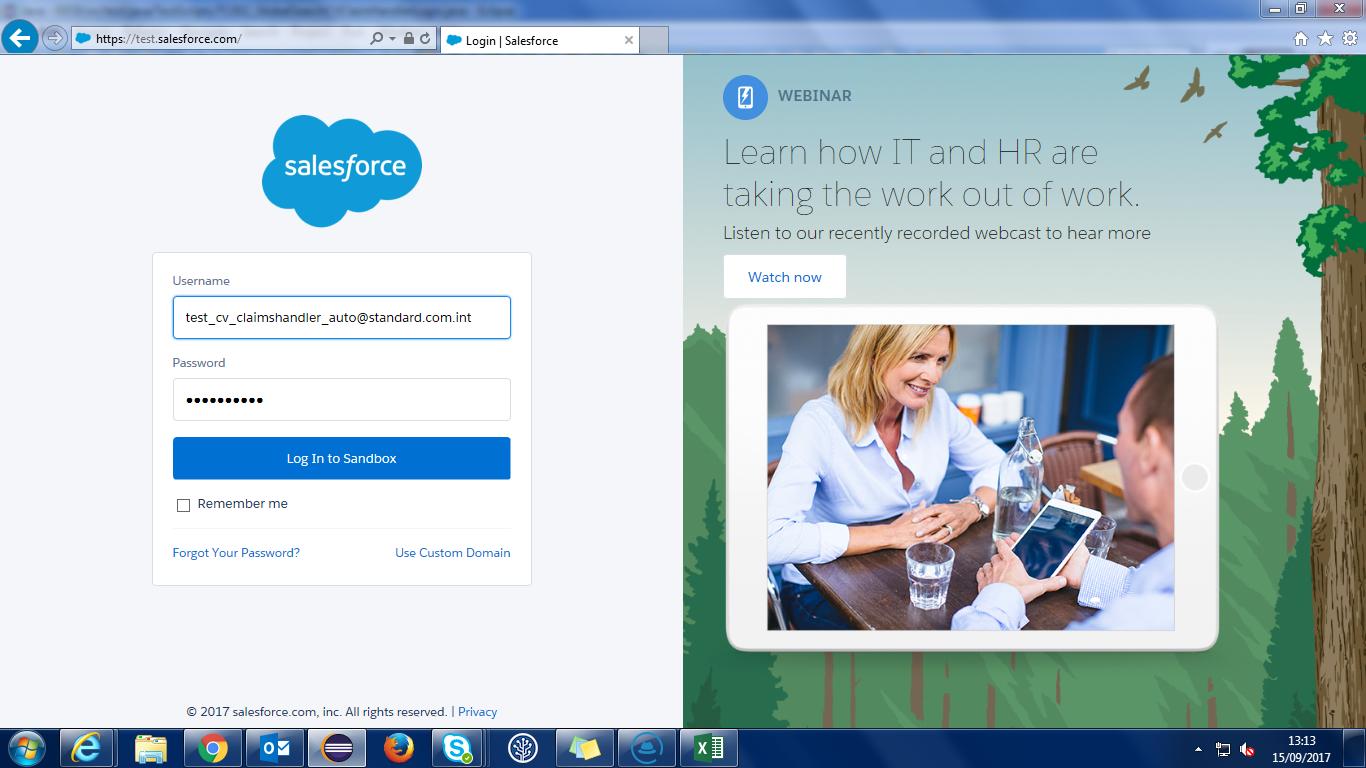 https://test.salesforce.com/
Login | Salesforce
salesforce
Username
test_cv_claimshandler_auto@standard.com.int
Password
Log In to Sandbox
Remember me
Forgot Your Password?
Use Custom Domain
© 2017 salesforce.com, inc. All rights reserved. | Privacy
WEBINAR
Learn how IT and HR are
taking the work out of work.
Listen to our recently recorded webcast to hear more
Watch now
13:13
15/09/2017